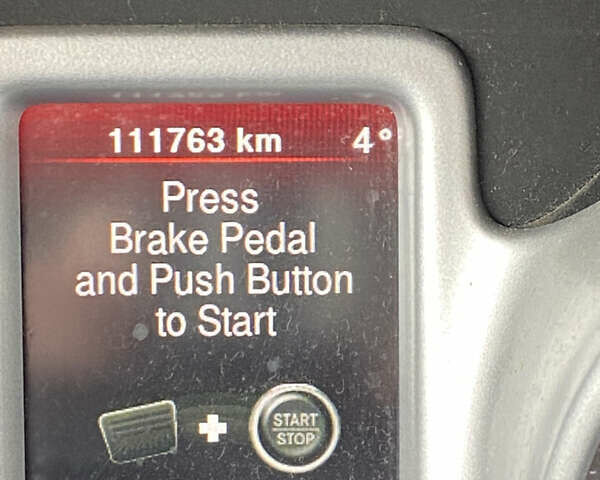 111763 km 4°
Press
Brake Pedal
and Push Button
to Start
START
STOP